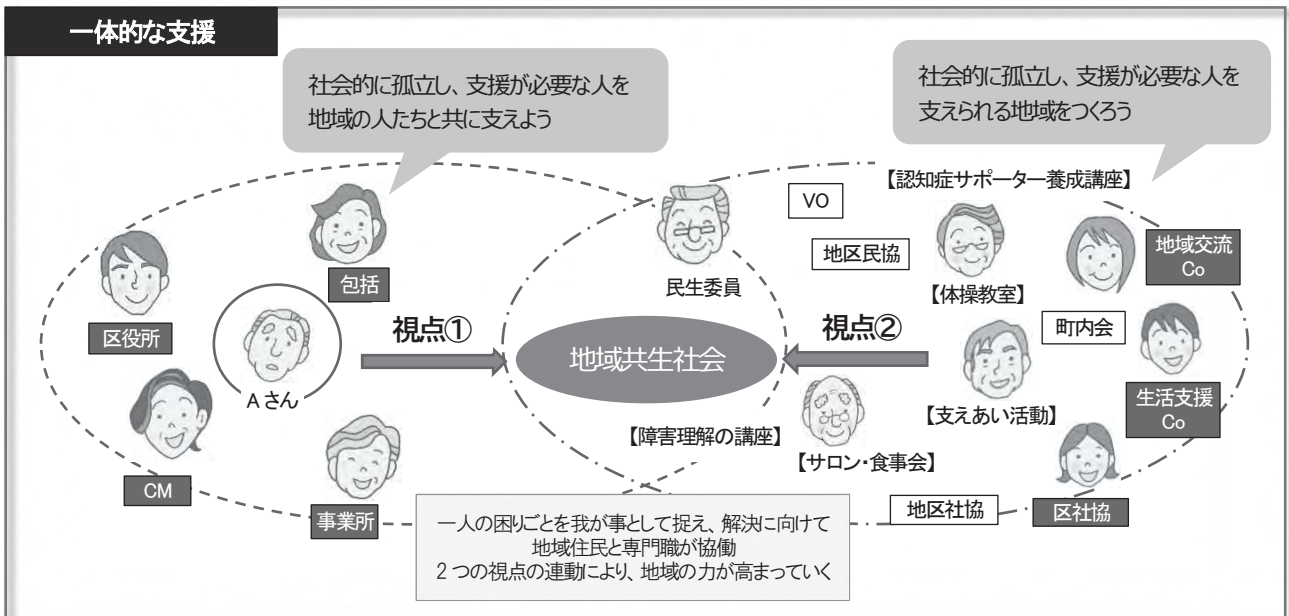 一体的な支援
社会的に孤立し、支援が必要な人を
地域の人たちと共に支えよう
社会的に孤立し、支援が必要な人を
支えられる地域をつくろう
区役所
包括
Aさん
CM
事業所
視点①
民生委員
地域共生社会
視点②
VO
【認知症サポーター養成講座】
地区民協
【体操教室】
地域交流
Co
町内会
【支えあい活動】
生活支援
Co
【障害理解の講座】
【サロン・食事会】
地区社協
区社協
一人の困りごとを我が事として捉え、解決に向けて
地域住民と専門職が協働
2つの視点の連動により、地域の力が高まっていく